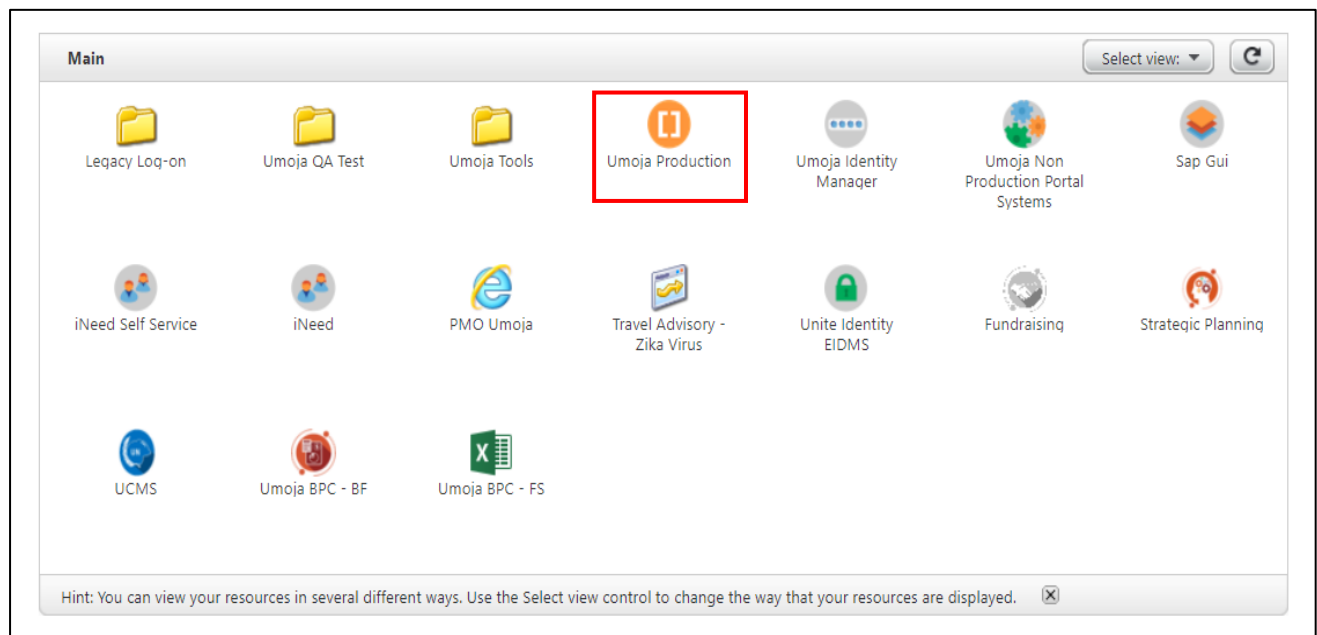 Main
Select view:
Legacy Log-on
Umoja QA Test
Umoja Tools
Umoja Production
Umoja Identity
Manager
Umoja Non
Production Portal
Systems
Sap Gui
iNeed Self Service
iNeed
PMO Umoja
Travel Advisory -
Zika Virus
Unite Identity
EIDMS
Fundraising
Strategic Planning
UCMS
Umoja BPC - BF
Umoja BPC - FS
Hint: You can view your resources in several different ways. Use the Select view control to change the way that your resources are displayed.